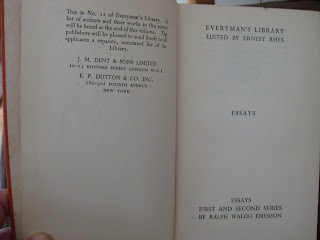 This is No. 12 of Everyman's Library. A
list of authors and their works in this series
will be found at the end of this volume. The
publishers will be pleased to send freely to all
applicants a separate, annotated list of the
Library.
J. M. DENT & SONS LIMITED
10-13 BEDFORD STREET LONDON W.C.2
E. P. DUTTON & CO. INC.
286-302 FOURTH AVENUE
NEW YORK
EVERYMAN'S LIBRARY
EDITED BY ERNEST RHYS
ESSAYS
ESSAYS
FIRST AND SECOND SERIES
BY RALPH WALDO EMERSON